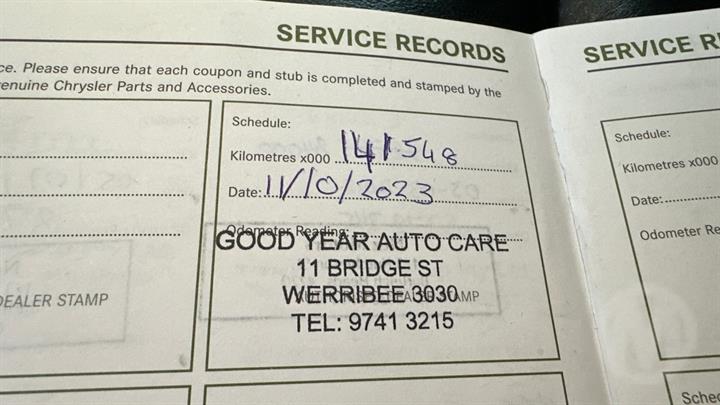 SERVICE RECORDS
ce. Please ensure that each coupon and stub is completed and stamped by the
enuine Chrysler Parts and Accessories.
Schedule:
Kilometres x000 141548
Date: 11/10/2023
Odometer Reading:
GOOD YEAR AUTO CARE
11 BRIDGE ST
WERRIBEE 3030
TEL: 9741 3215
DEALER STAMP
SERVICE R
Schedule:
Kilometres x000
Date:
Odometer Re
Sche